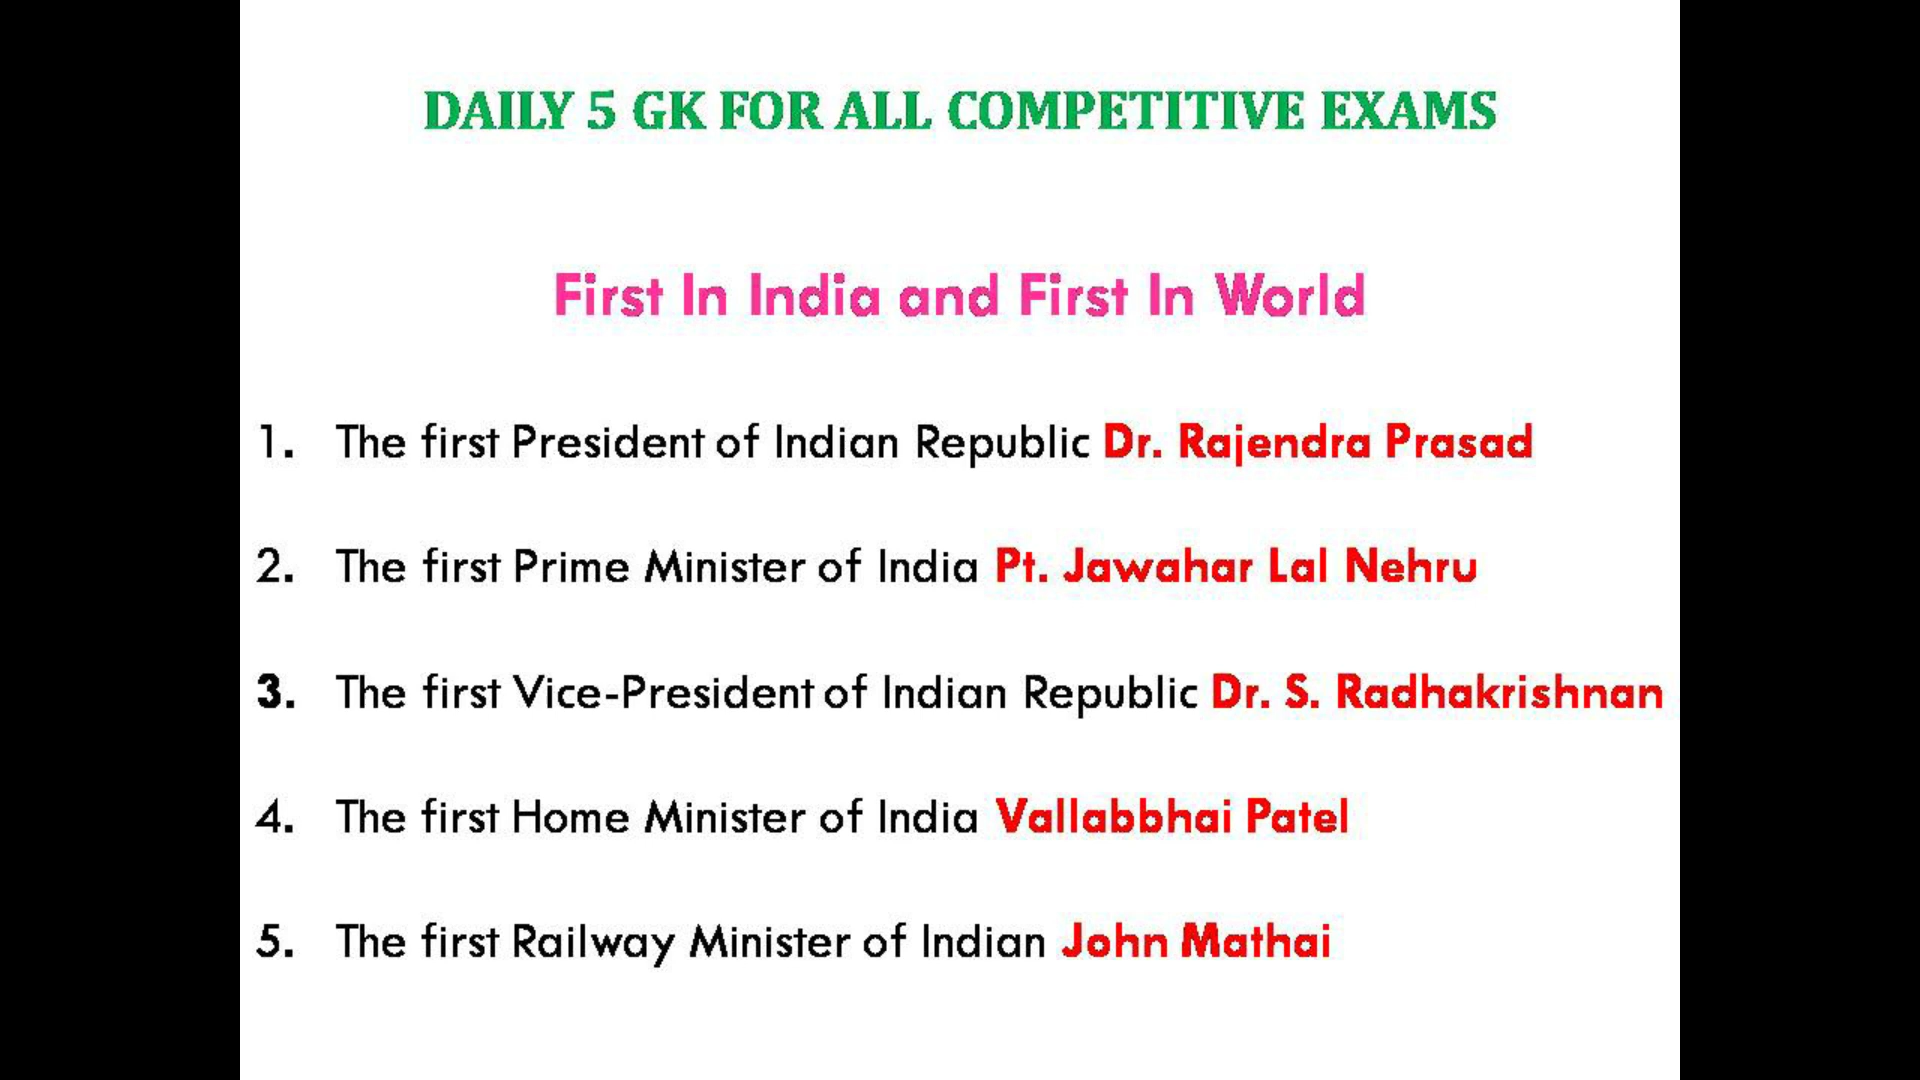 DAILY 5 GK FOR ALL COMPETITIVE EXAMS
First In India and First In World
1. The first President of Indian Republic Dr. Rajendra Prasad
2. The first Prime Minister of India Pt. Jawahar Lal Nehru
3. The first Vice-President of Indian Republic Dr. S. Radhakrishnan
4. The first Home Minister of India Vallabbhai Patel
5. The first Railway Minister of Indian John Mathai